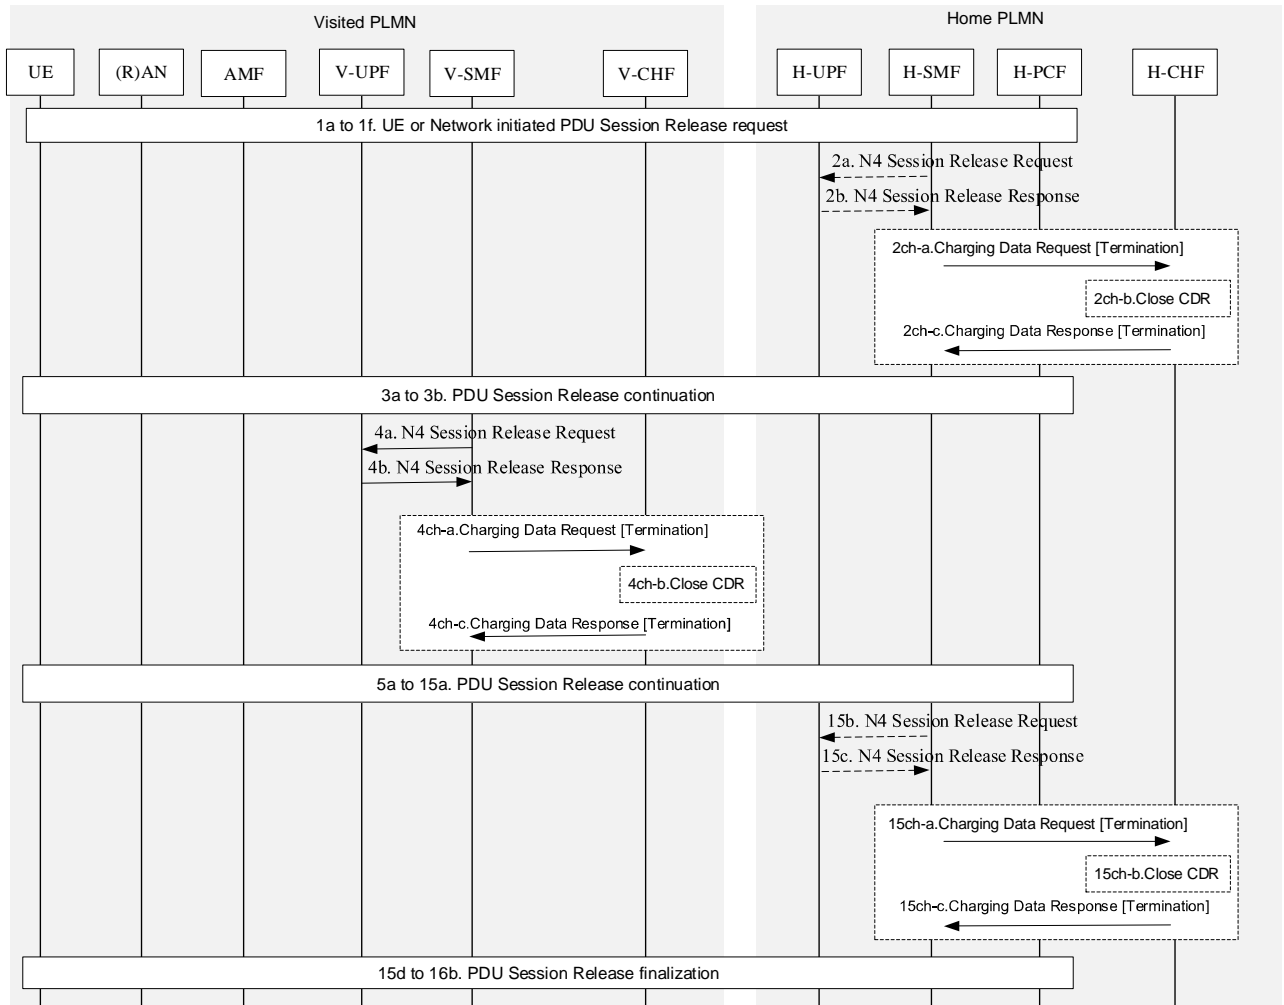 Visited PLMN
Home PLMN
UE
(R)AN
AMF
V-UPF
V-SMF
V-CHF
H-UPF
H-SMF
H-PCF
H-CHF
1a to 1f. UE or Network initiated PDU Session Release request
2a. N4 Session Release Request
2b. N4 Session Release Response
2ch-a.Charging Data Request [Termination]
2ch-b.Close CDR
2ch-c.Charging Data Response [Termination]
3a to 3b. PDU Session Release continuation
4a. N4 Session Release Request
4b. N4 Session Release Response
4ch-a.Charging Data Request [Termination]
4ch-b.Close CDR
4ch-c.Charging Data Response [Termination]
5a to 15a. PDU Session Release continuation
15b. N4 Session Release Request
15c. N4 Session Release Response
15ch-a.Charging Data Request [Termination]
15ch-b.Close CDR
15ch-c.Charging Data Response [Termination]
15d to 16b. PDU Session Release finalization